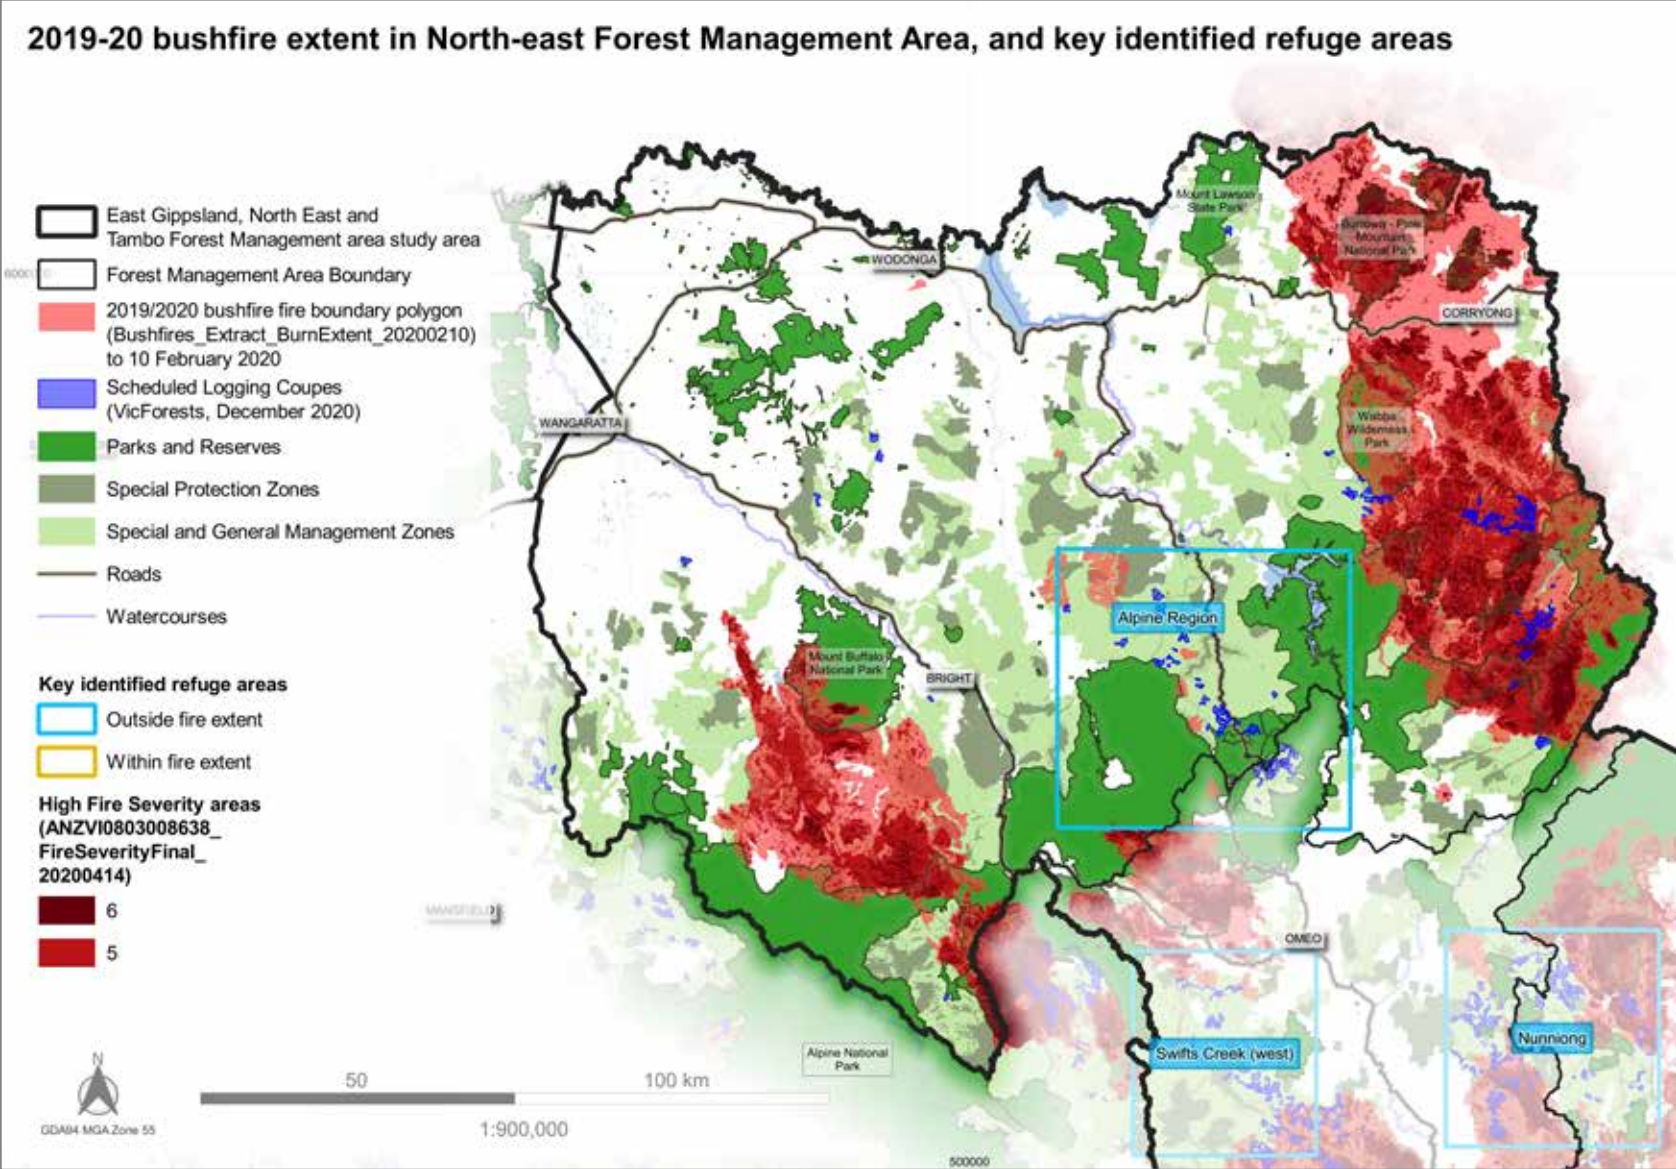 2019-20 bushfire extent in North-east Forest Management Area, and key identified refuge areas
East Gippsland, North East and
Tambo Forest Management area study area
Forest Management Area Boundary
2019/2020 bushfire fire boundary polygon
(Bushfires_Extract_BurnExtent_20200210)
to 10 February 2020
Scheduled Logging Coupes
(VicForests, December 2020)
Parks and Reserves
Special Protection Zones
Special and General Management Zones
Roads
Watercourses
Key identified refuge areas
Outside fire extent
Within fire extent
High Fire Severity areas
(ANZVI0803008638_
FireSeverityFinal_
20200414)
6
5
Mount Lawson
State Park
Burrowa - Pine
Mountain
National Park
WODONGA
CORRYONG
WANGARATTA
Wabba
Wilderness
Park
Alpine Region
Mount Buffalo
National Park
BRIGHT
MANSFIELD
OMEO
Swifts Creek (west)
Nunniong
Alpine National
Park
N
GDA94 MGA Zone 55
50
100 km
1:900,000
500000